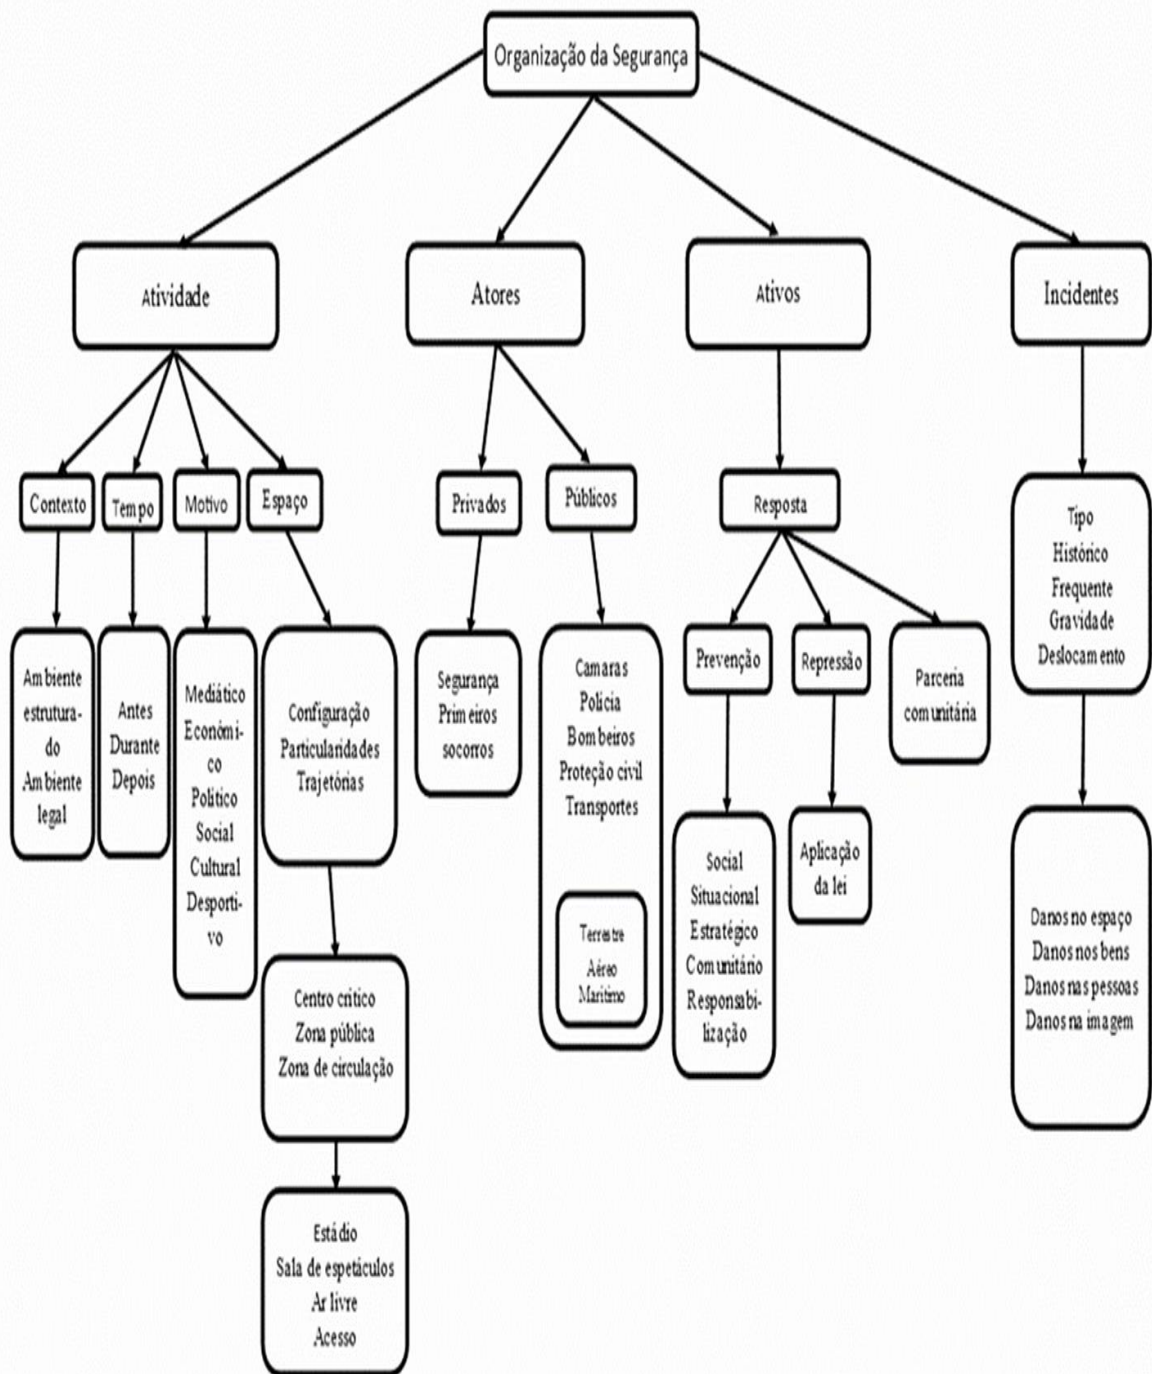 Organização da Segurança
Atividade
Atores
Ativos
Incidentes
Contexto
Tempo
Motivo
Espaço
Privados
Públicos
Resposta
Tipo
Histórico
Frequente
Gravidade
Deslocamento
Ambiente
estrutura-
do
Ambiente
legal
Antes
Durante
Depois
Mediático
Económi-
co
Político
Social
Cultural
Desporti-
vo
Configuração
Particularidades
Trajetórias
Segurança
Primeiros
socorros
Camaras
Polícia
Bombeiros
Proteção civil
Transportes
Terrestre
Aéreo
Marítimo
Prevenção
Repressão
Parceria
comunitária
Social
Situacional
Estratégico
Comunitário
Responsabi-
lização
Aplicação
da lei
Danos no espaço
Danos nos bens
Danos nas pessoas
Danos na imagem
Centro crítico
Zona pública
Zona de circulação
Estádio
Sala de espetáculos
Ar livre
Acesso